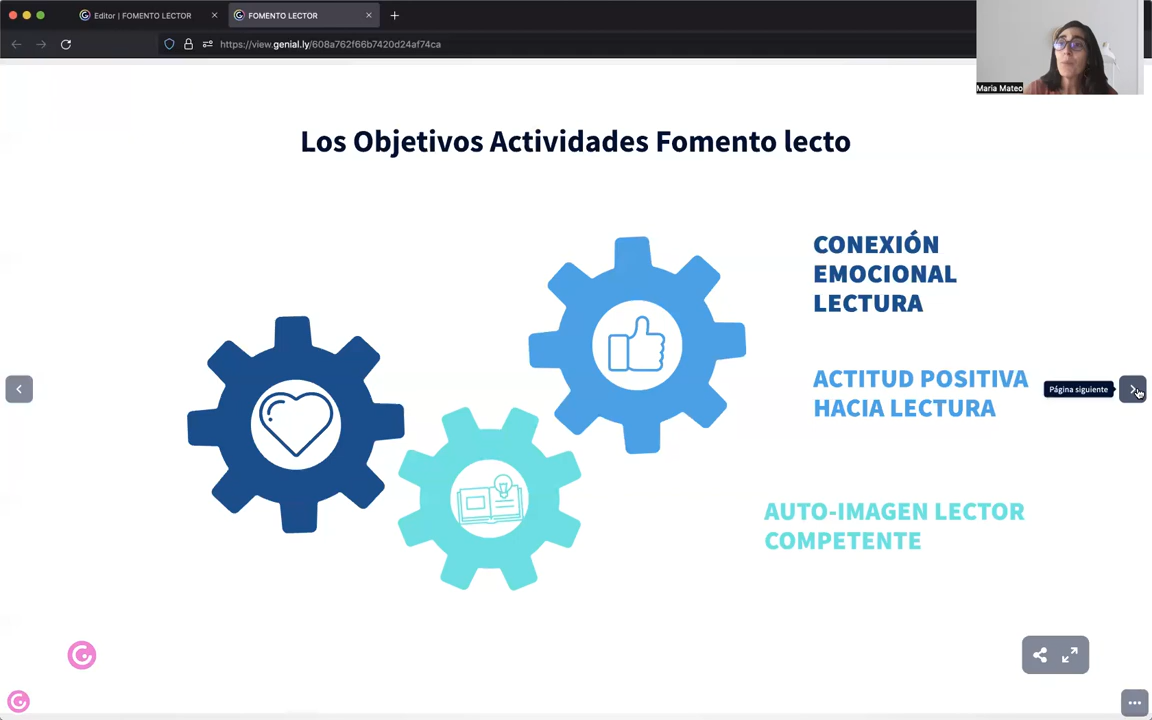 Editor | FOMENTO LECTOR
FOMENTO LECTOR
https://view.genial.ly/608a762f66b7420d24af74ca
Maria Mateo
Los Objetivos Actividades Fomento lecto
CONEXIÓN
EMOCIONAL
LECTURA
ACTITUD POSITIVA
HACIA LECTURA
Página siguiente
AUTO-IMAGEN LECTOR
COMPETENTE